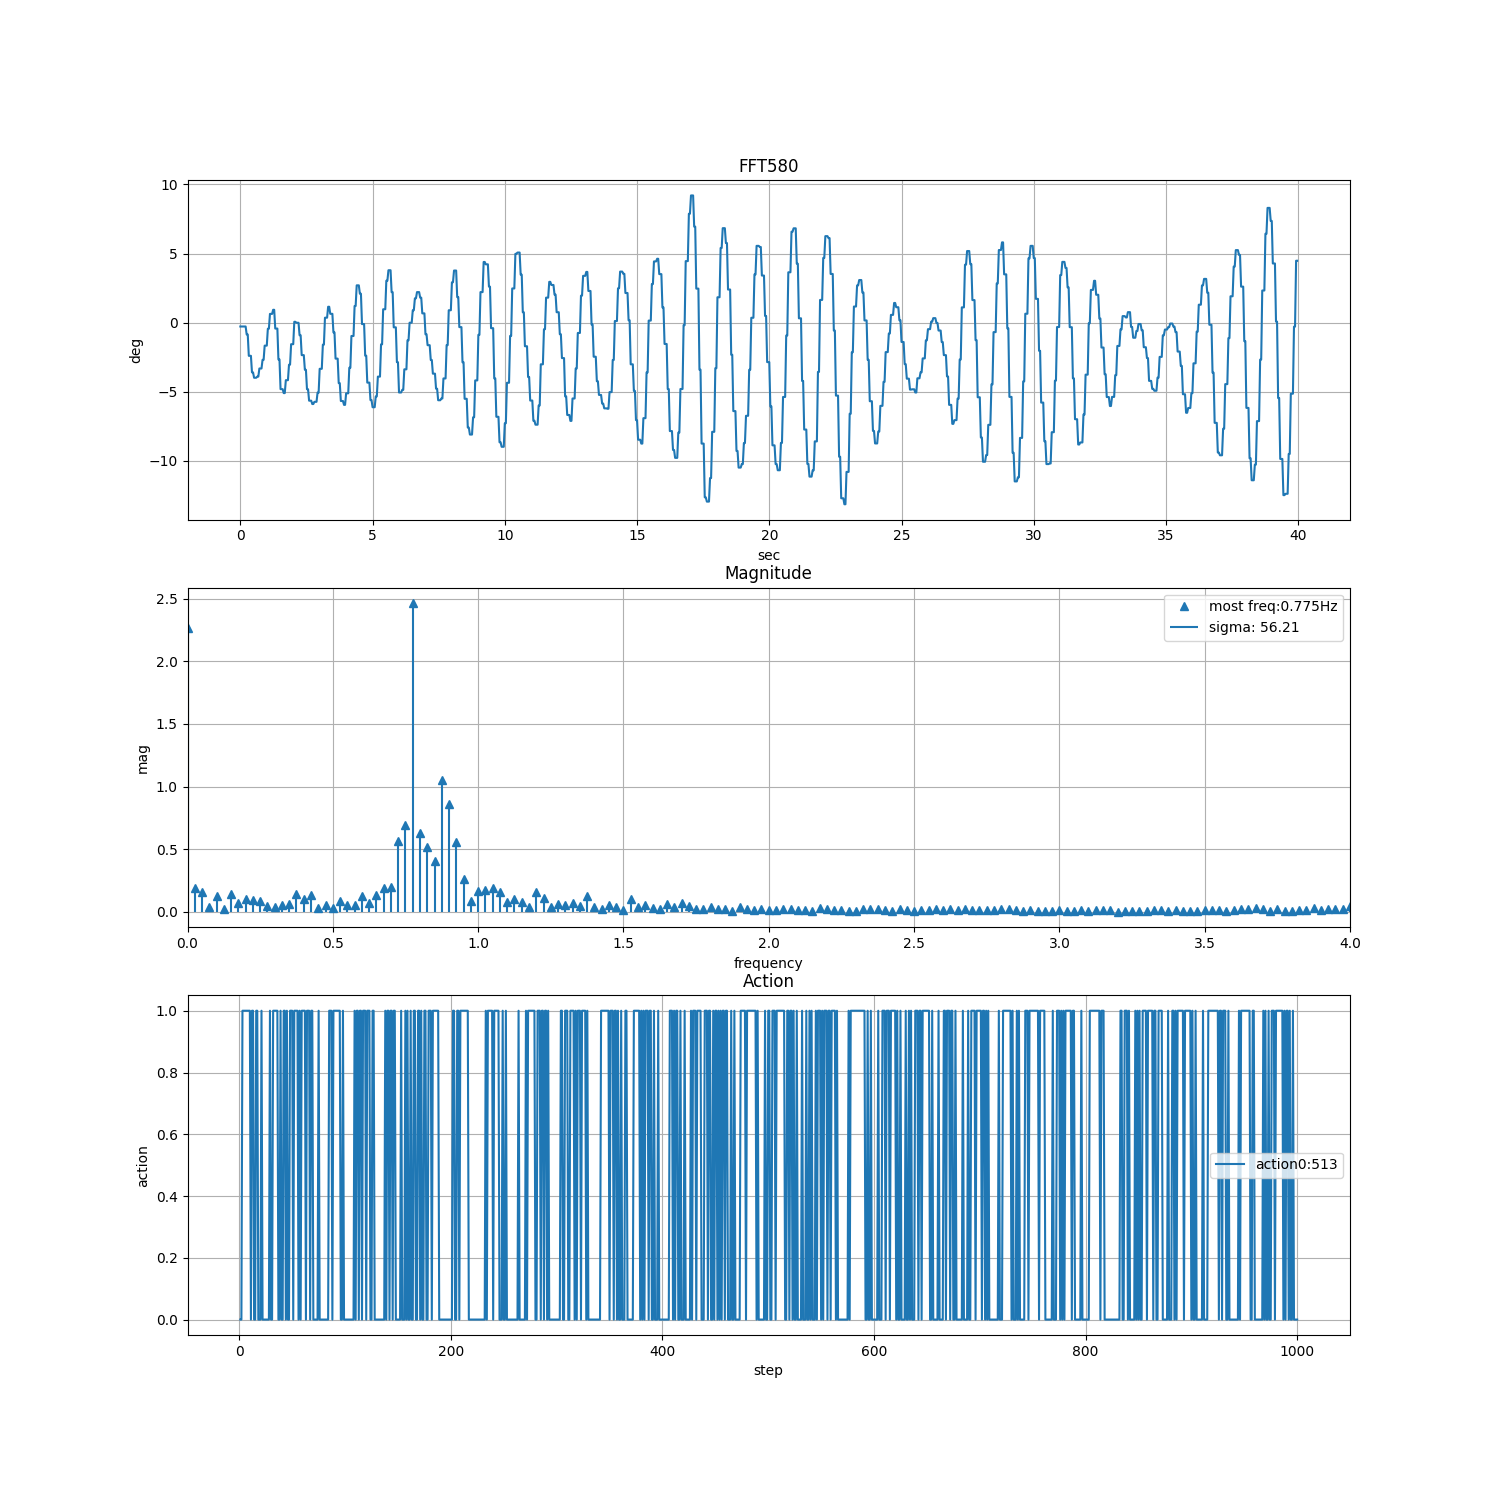 FFT580
10
5
0
−5
−10
deg
0 5 10 15 20 25 30 35 40
sec
Magnitude
2.5
2.0
1.5
1.0
0.5
0.0
mag
most freq:0.775Hz
sigma: 56.21
0.0 0.5 1.0 1.5 2.0 2.5 3.0 3.5 4.0
frequency
Action
1.0
0.8
0.6
0.4
0.2
0.0
action
action0:513
0 200 400 600 800 1000
step